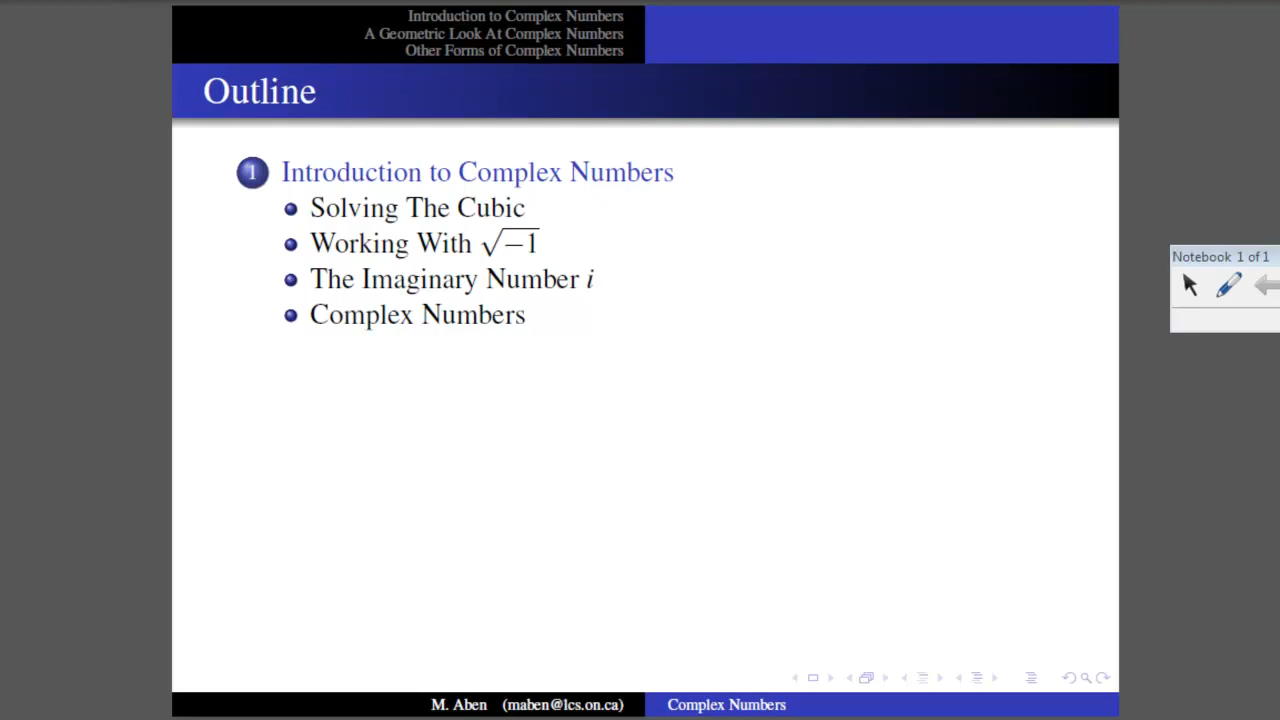 Introduction to Complex Numbers
A Geometric Look At Complex Numbers
Other Forms of Complex Numbers
Outline
1 Introduction to Complex Numbers
Solving The Cubic
Working With √−1
The Imaginary Number i
Complex Numbers
Notebook 1 of 1
M. Aben (maben@lcs.on.ca) Complex Numbers